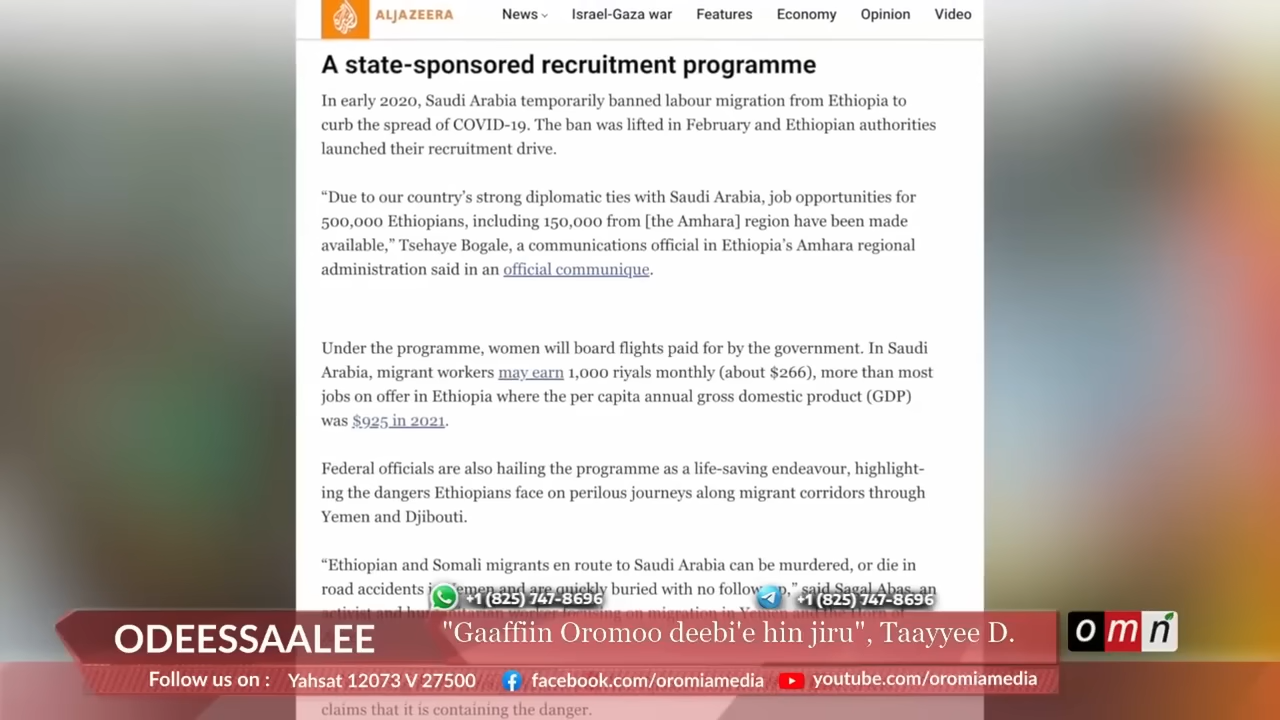 ALJAZEERA
News Israel-Gaza war Features Economy Opinion Video
A state-sponsored recruitment programme
In early 2020, Saudi Arabia temporarily banned labour migration from Ethiopia to
curb the spread of COVID-19. The ban was lifted in February and Ethiopian authorities
launched their recruitment drive.
“Due to our country’s strong diplomatic ties with Saudi Arabia, job opportunities for
500,000 Ethiopians, including 150,000 from [the Amhara] region have been made
available,” Tsehaye Bogale, a communications official in Ethiopia’s Amhara regional
administration said in an official communique.
Under the programme, women will board flights paid for by the government. In Saudi
Arabia, migrant workers may earn 1,000 riyals monthly (about $266), more than most
jobs on offer in Ethiopia where the per capita annual gross domestic product (GDP)
was $925 in 2021.
Federal officials are also hailing the programme as a life-saving endeavour, highlight-
ing the dangers Ethiopians face on perilous journeys along migrant corridors through
Yemen and Djibouti.
“Ethiopian and Somali migrants en route to Saudi Arabia can be murdered, or die in
road accidents in Yemen and are quickly buried with no follow up,” said Sagal Abas, an
+1 (825) 747-8696 +1 (825) 747-8696
ODEESSAALEE
"Gaaffiin Oromoo deebi'e hin jiru", Taayyee D.
omn
Follow us on : Yahsat 12073 V 27500 facebook.com/oromiamedia youtube.com/oromiamedia
claims that it is containing the danger.